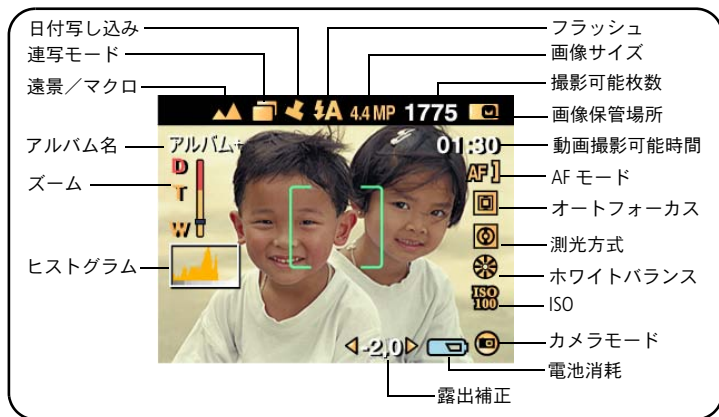 日付写し込み
連写モード
遠景／マクロ
アルバム名
ズーム
ヒストグラム
フラッシュ
画像サイズ
撮影可能枚数
画像保管場所
動画撮影可能時間
AF モード
オートフォーカス
測光方式
ホワイトバランス
ISO
カメラモード
電池消耗
露出補正
ϟA 4.4 MP 1775
アルバム+ 01:30
D
T
W
AF
ISO
100
-2.0